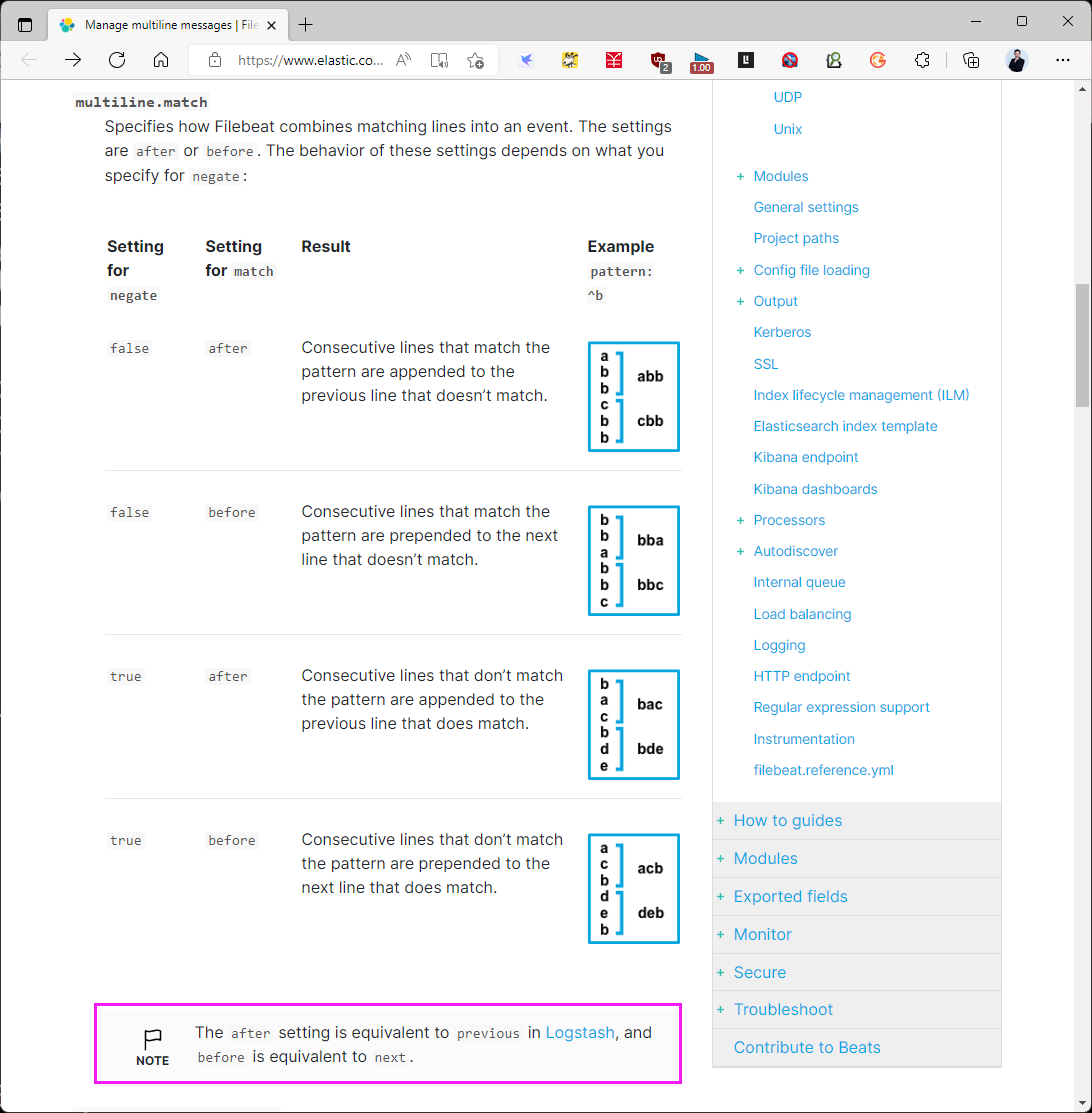 Manage multiline messages | File
https://www.elastic.co...
2
1.00
multiline.match
Specifies how Filebeat combines matching lines into an event. The settings
are after or before. The behavior of these settings depends on what you
specify for negate:
Setting for negate
Setting for match
Result
Example pattern: ^b
false
after
Consecutive lines that match the
pattern are appended to the
previous line that doesn’t match.
a
b
b
abb
c
b
b
cbb
false
before
Consecutive lines that match the
pattern are prepended to the next
line that doesn’t match.
b
b
a
bba
b
b
c
bbc
true
after
Consecutive lines that don’t match
the pattern are appended to the
previous line that does match.
b
a
c
bac
b
d
e
bde
true
before
Consecutive lines that don’t match
the pattern are prepended to the
next line that does match.
a
c
b
acb
d
e
b
deb
NOTE
The after setting is equivalent to previous in Logstash, and
before is equivalent to next.
UDP
Unix
+ Modules
General settings
Project paths
+ Config file loading
+ Output
Kerberos
SSL
Index lifecycle management (ILM)
Elasticsearch index template
Kibana endpoint
Kibana dashboards
+ Processors
+ Autodiscover
Internal queue
Load balancing
Logging
HTTP endpoint
Regular expression support
Instrumentation
filebeat.reference.yml
+ How to guides
+ Modules
+ Exported fields
+ Monitor
+ Secure
+ Troubleshoot
Contribute to Beats